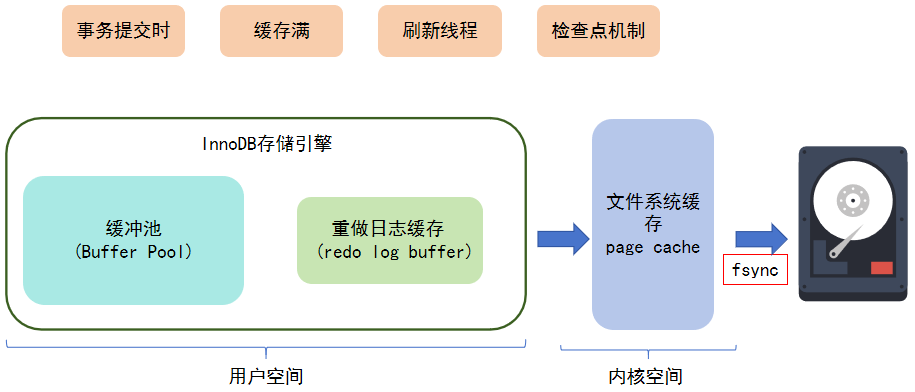 事务提交时
缓存满
刷新线程
检查点机制
InnoDB存储引擎
缓冲池
（Buffer Pool）
重做日志缓存
（redo log buffer）
文件系统缓
存
page cache
fsync
用户空间
内核空间